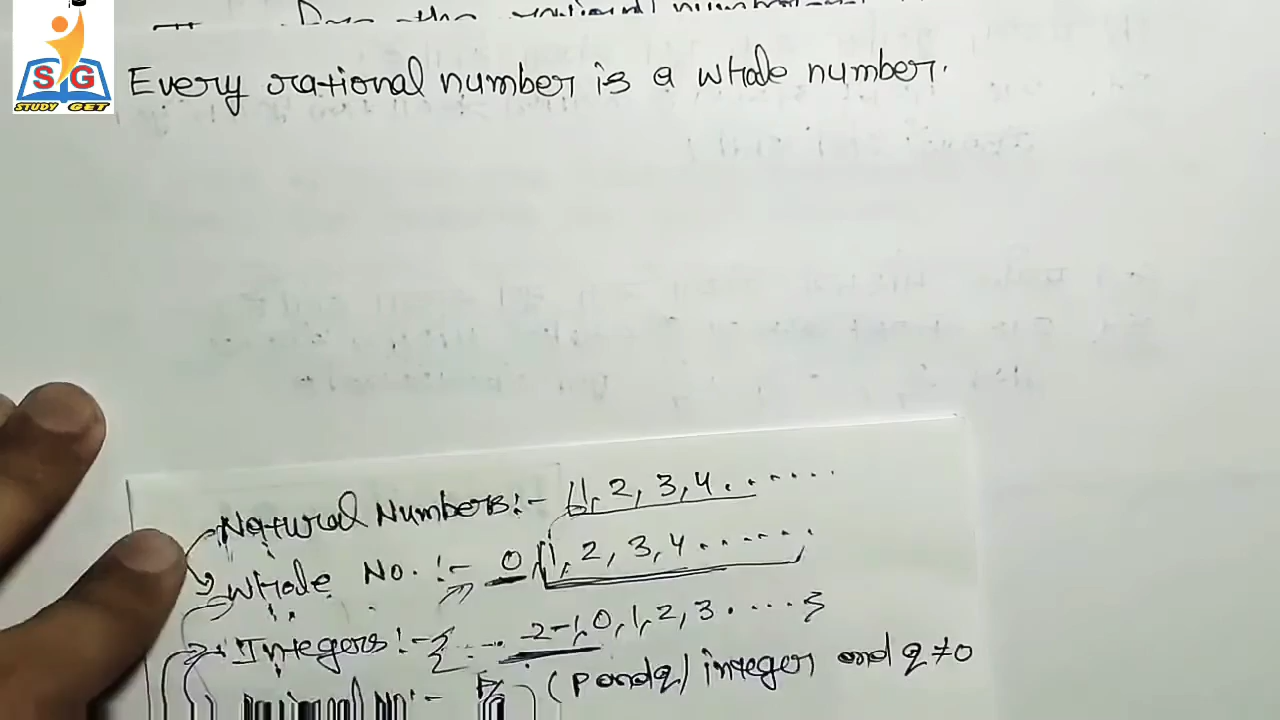 SG
STUDY GET
Every rational number is a whole number.
Natural Numbers:- 1, 2, 3, 4.......
Whole No. :- 0, 1, 2, 3, 4.......
Integers:- {... -2 -1, 0, 1, 2, 3.....}
No:- p/q (p and q) integer and q ≠ 0